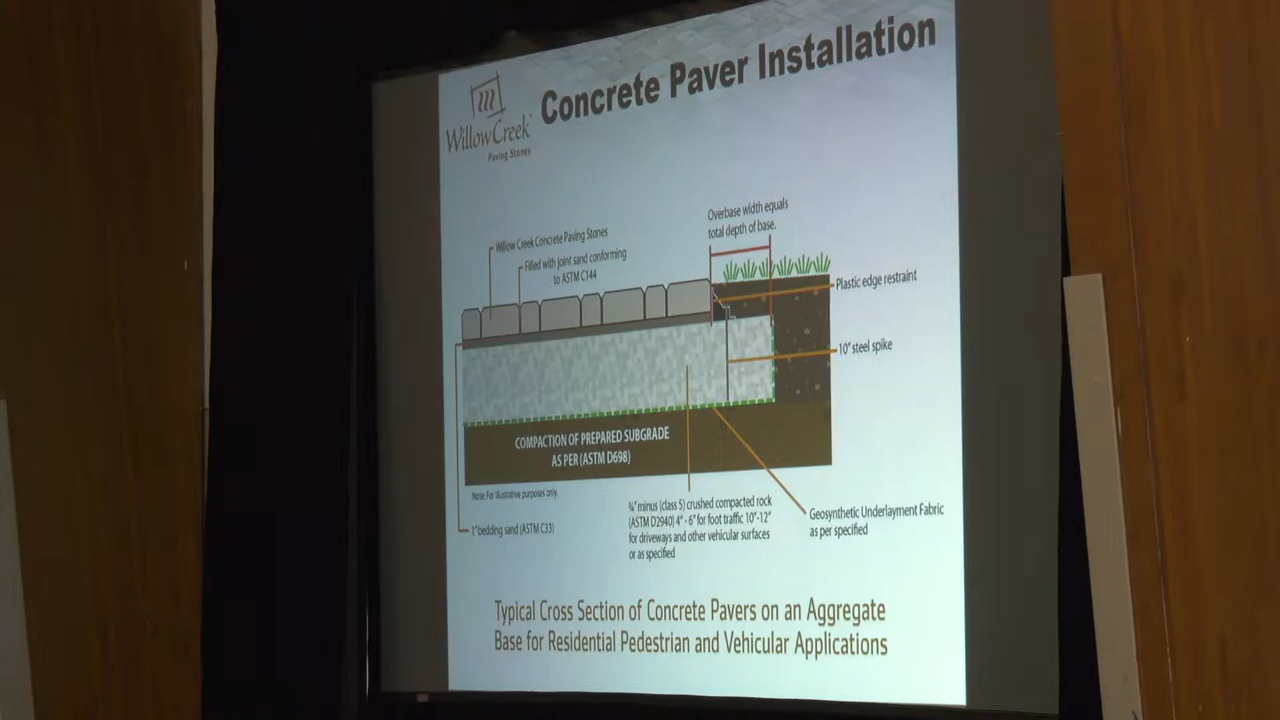 Concrete Paver Installation
WillowCreek
Paving Stones
Overbase width equals
total depth of base.
Willow Creek Concrete Paving Stones
Filled with joint sand conforming
to ASTM C144
Plastic edge restraint
10" steel spike
COMPACTION OF PREPARED SUBGRADE
AS PER (ASTM D698)
Note: For illustrative purposes only.
1" bedding sand (ASTM C33)
¾" minus (class 5) crushed compacted rock
(ASTM D2940) 4" - 6" for foot traffic 10"-12"
for driveways and other vehicular surfaces
or as specified
Geosynthetic Underlayment Fabric
as per specified
Typical Cross Section of Concrete Pavers on an Aggregate
Base for Residential Pedestrian and Vehicular Applications